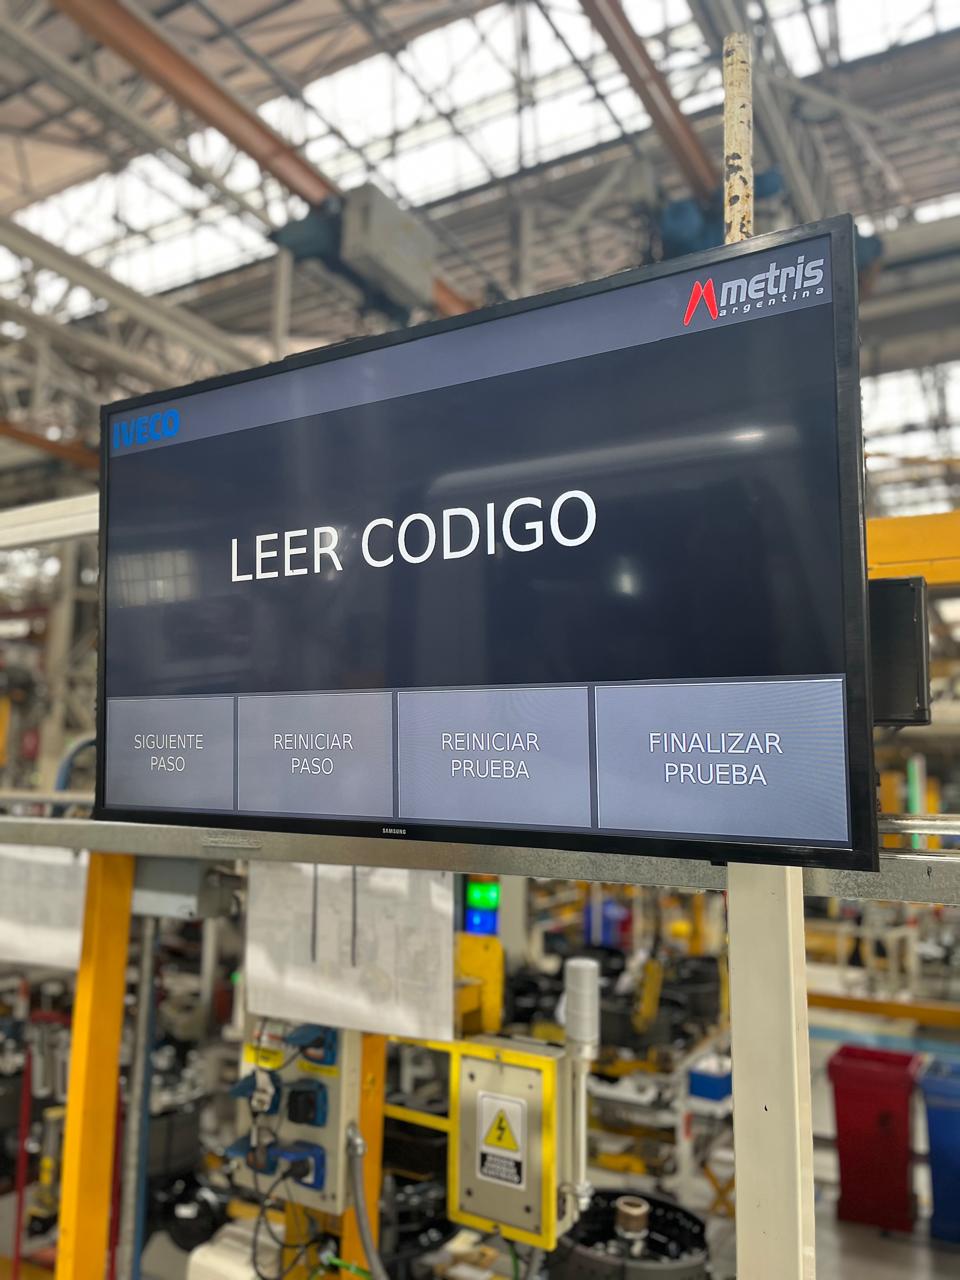 metris
argentina
IVECO
LEER CODIGO
SIGUIENTE
PASO
REINICIAR
PASO
REINICIAR
PRUEBA
FINALIZAR
PRUEBA
SAMSUNG